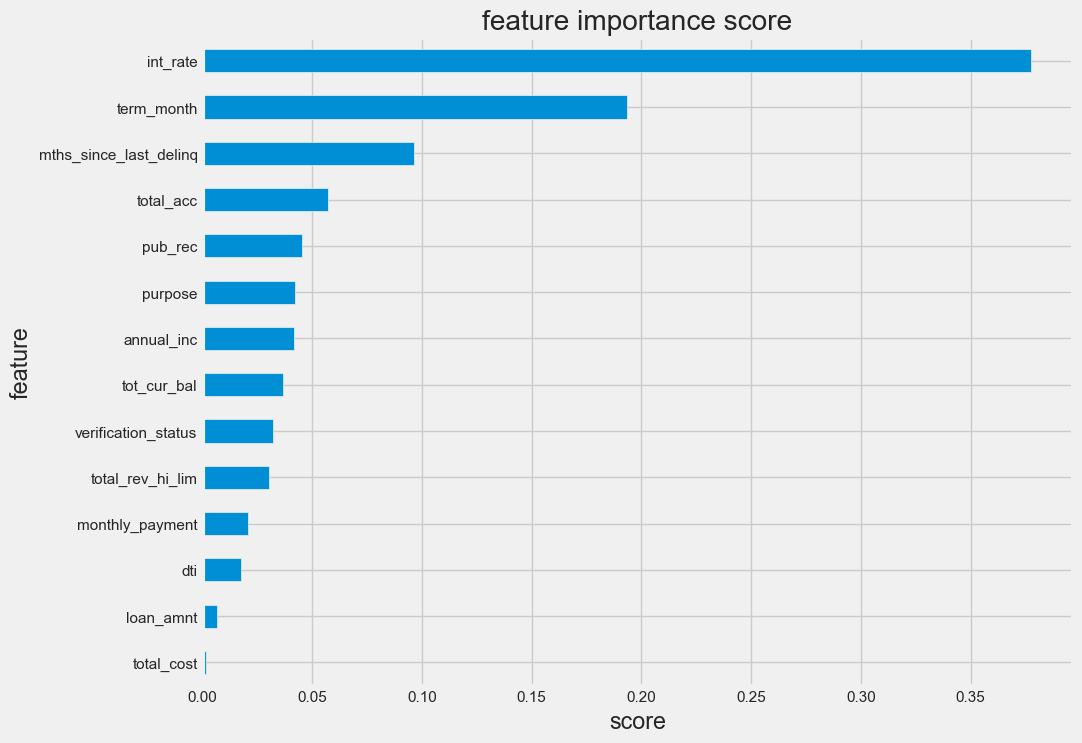 feature importance score
feature
int_rate
term_month
mths_since_last_delinq
total_acc
pub_rec
purpose
annual_inc
tot_cur_bal
verification_status
total_rev_hi_lim
monthly_payment
dti
loan_amnt
total_cost
0.00 0.05 0.10 0.15 0.20 0.25 0.30 0.35
score